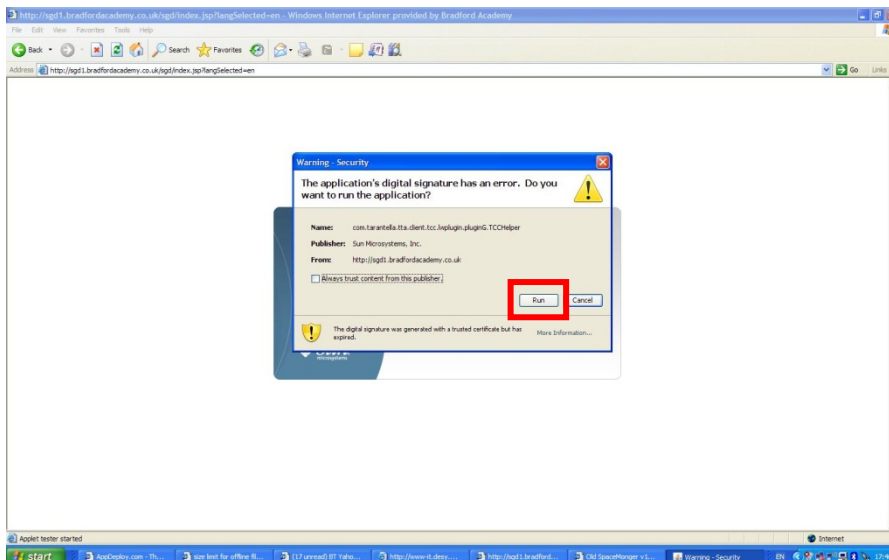 http://sgd1.bradfordacademy.co.uk/sgd/index.jsp?langSelected=en - Windows Internet Explorer provided by Bradford Academy
File Edit View Favorites Tools Help
Back Search Favorites
Address http://sgd1.bradfordacademy.co.uk/sgd/index.jsp?langSelected=en Go Links
Warning - Security
The application's digital signature has an error. Do you
want to run the application?
Name: com.tarantella.tta.client.tcc.lwplugin.pluginG.TCCHelper
Publisher: Sun Microsystems, Inc.
From: http://sgd1.bradfordacademy.co.uk
Always trust content from this publisher.
Run Cancel
The digital signature was generated with a trusted certificate but has
expired.
More Information...
microsystems
Applet tester started Internet
start AppDeploy.com - Th... size limit for offline fil... (17 unread) BT Yaho... http://www-it.desy.... http://sgd1.bradford... Old SpaceMonger v1... Warning - Security EN